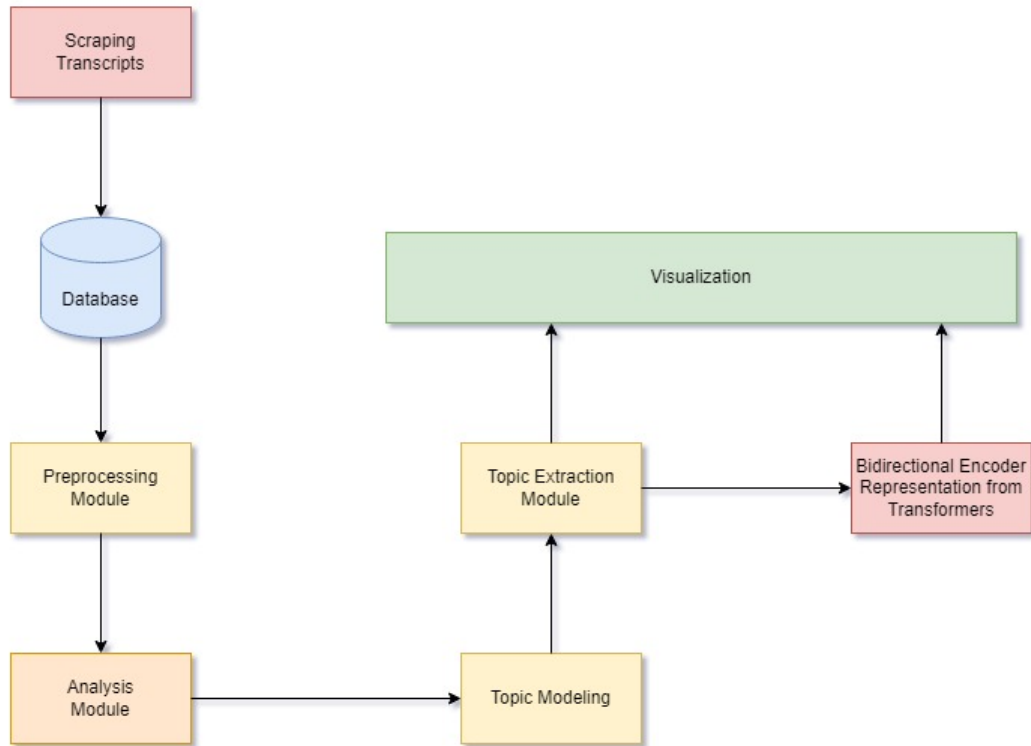 Scraping
Transcripts
Database
Visualization
Preprocessing
Module
Topic Extraction
Module
Bidirectional Encoder
Representation from
Transformers
Analysis
Module
Topic Modeling